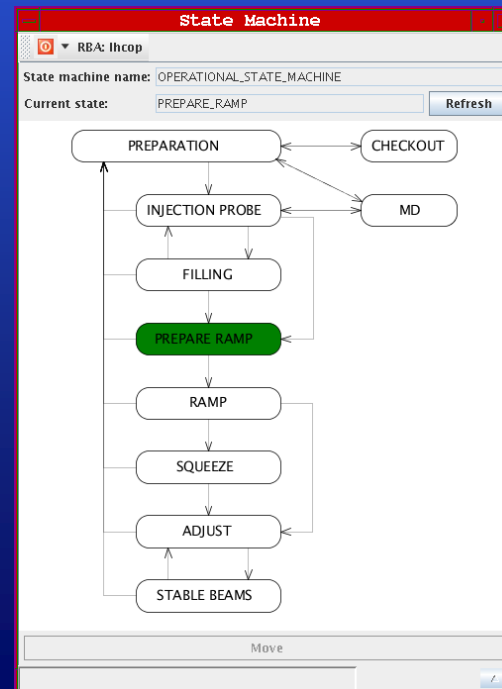 State Machine
RBA: lhcop
State machine name: OPERATIONAL_STATE_MACHINE
Current state: PREPARE_RAMP Refresh
PREPARATION CHECKOUT
INJECTION PROBE MD
FILLING
PREPARE RAMP
RAMP
SQUEEZE
ADJUST
STABLE BEAMS
Move